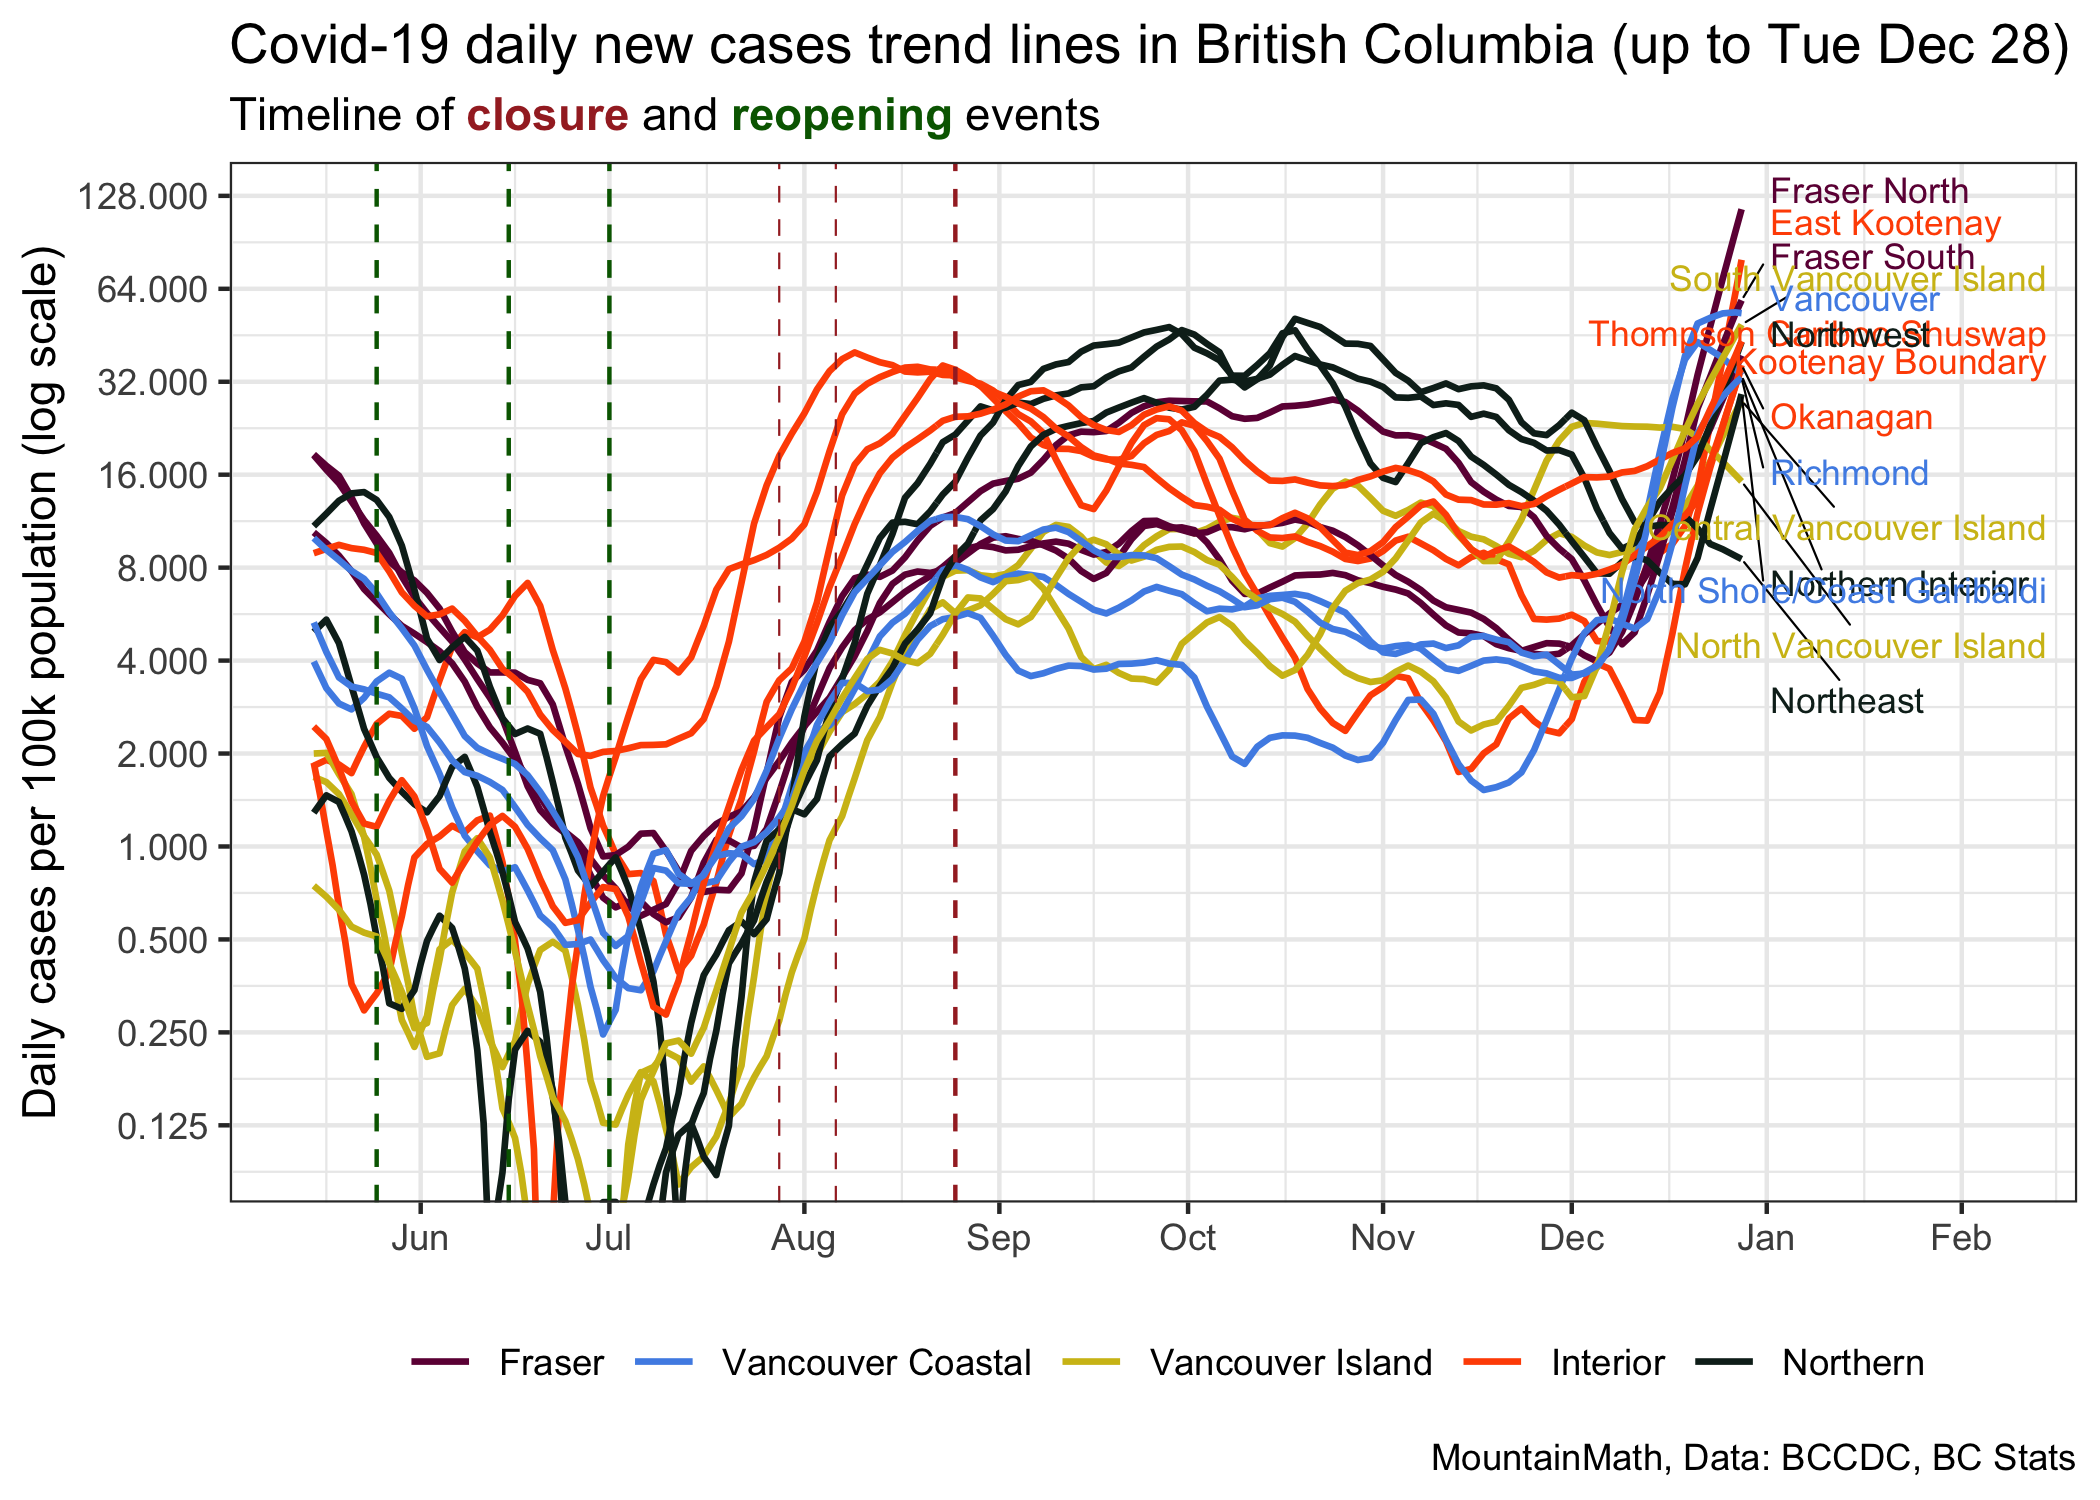 Covid-19 daily new cases trend lines in British Columbia (up to Tue Dec 28)
Timeline of closure and reopening events
Daily cases per 100k population (log scale)
128.000
64.000
32.000
16.000
8.000
4.000
2.000
1.000
0.500
0.250
0.125
Fraser North
East Kootenay
Fraser South
South Vancouver Island
Vancouver
Thompson Cariboo Shuswap
Northwest
Kootenay Boundary
Okanagan
Richmond
Central Vancouver Island
Northern Interior
North Shore/Coast Garibaldi
North Vancouver Island
Northeast
Jun Jul Aug Sep Oct Nov Dec Jan Feb
Fraser Vancouver Coastal Vancouver Island Interior Northern
MountainMath, Data: BCCDC, BC Stats